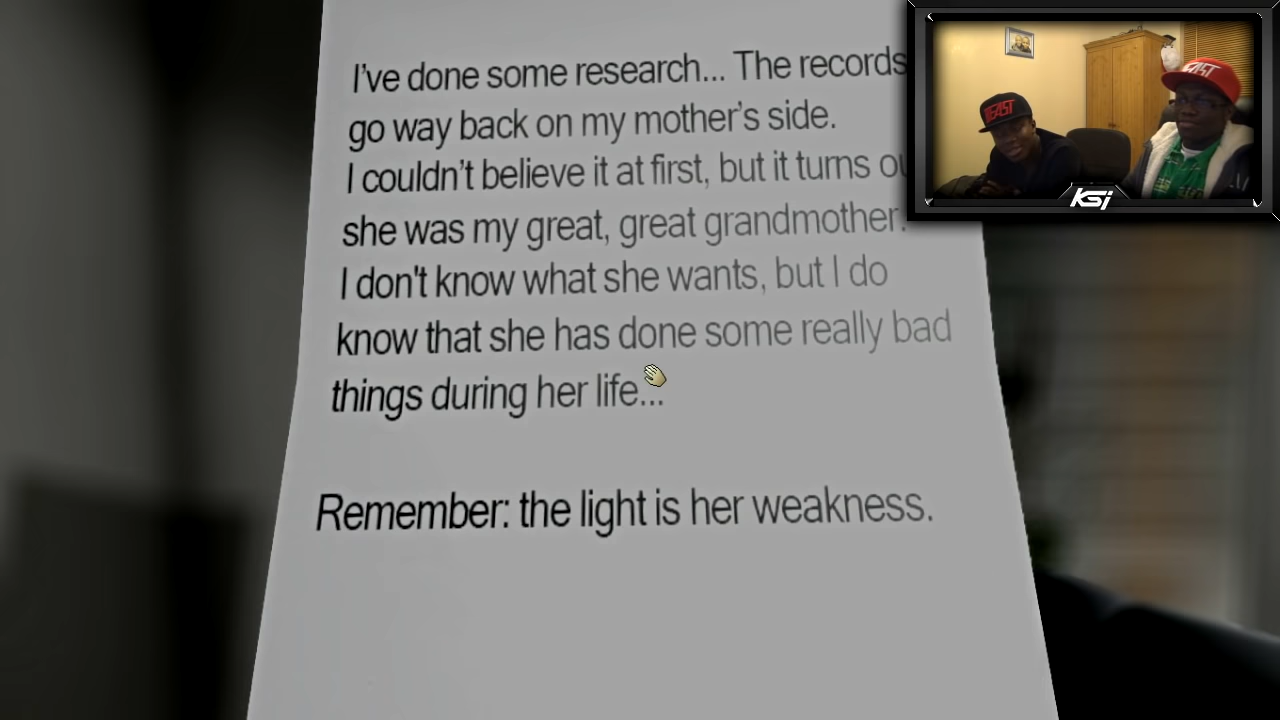 I've done some research... The records
go way back on my mother's side.
I couldn't believe it at first, but it turns
she was my great, great grandmother.
I don't know what she wants, but I do
know that she has done some really bad
things during her life...
Remember: the light is her weakness.
BEAST
KSI